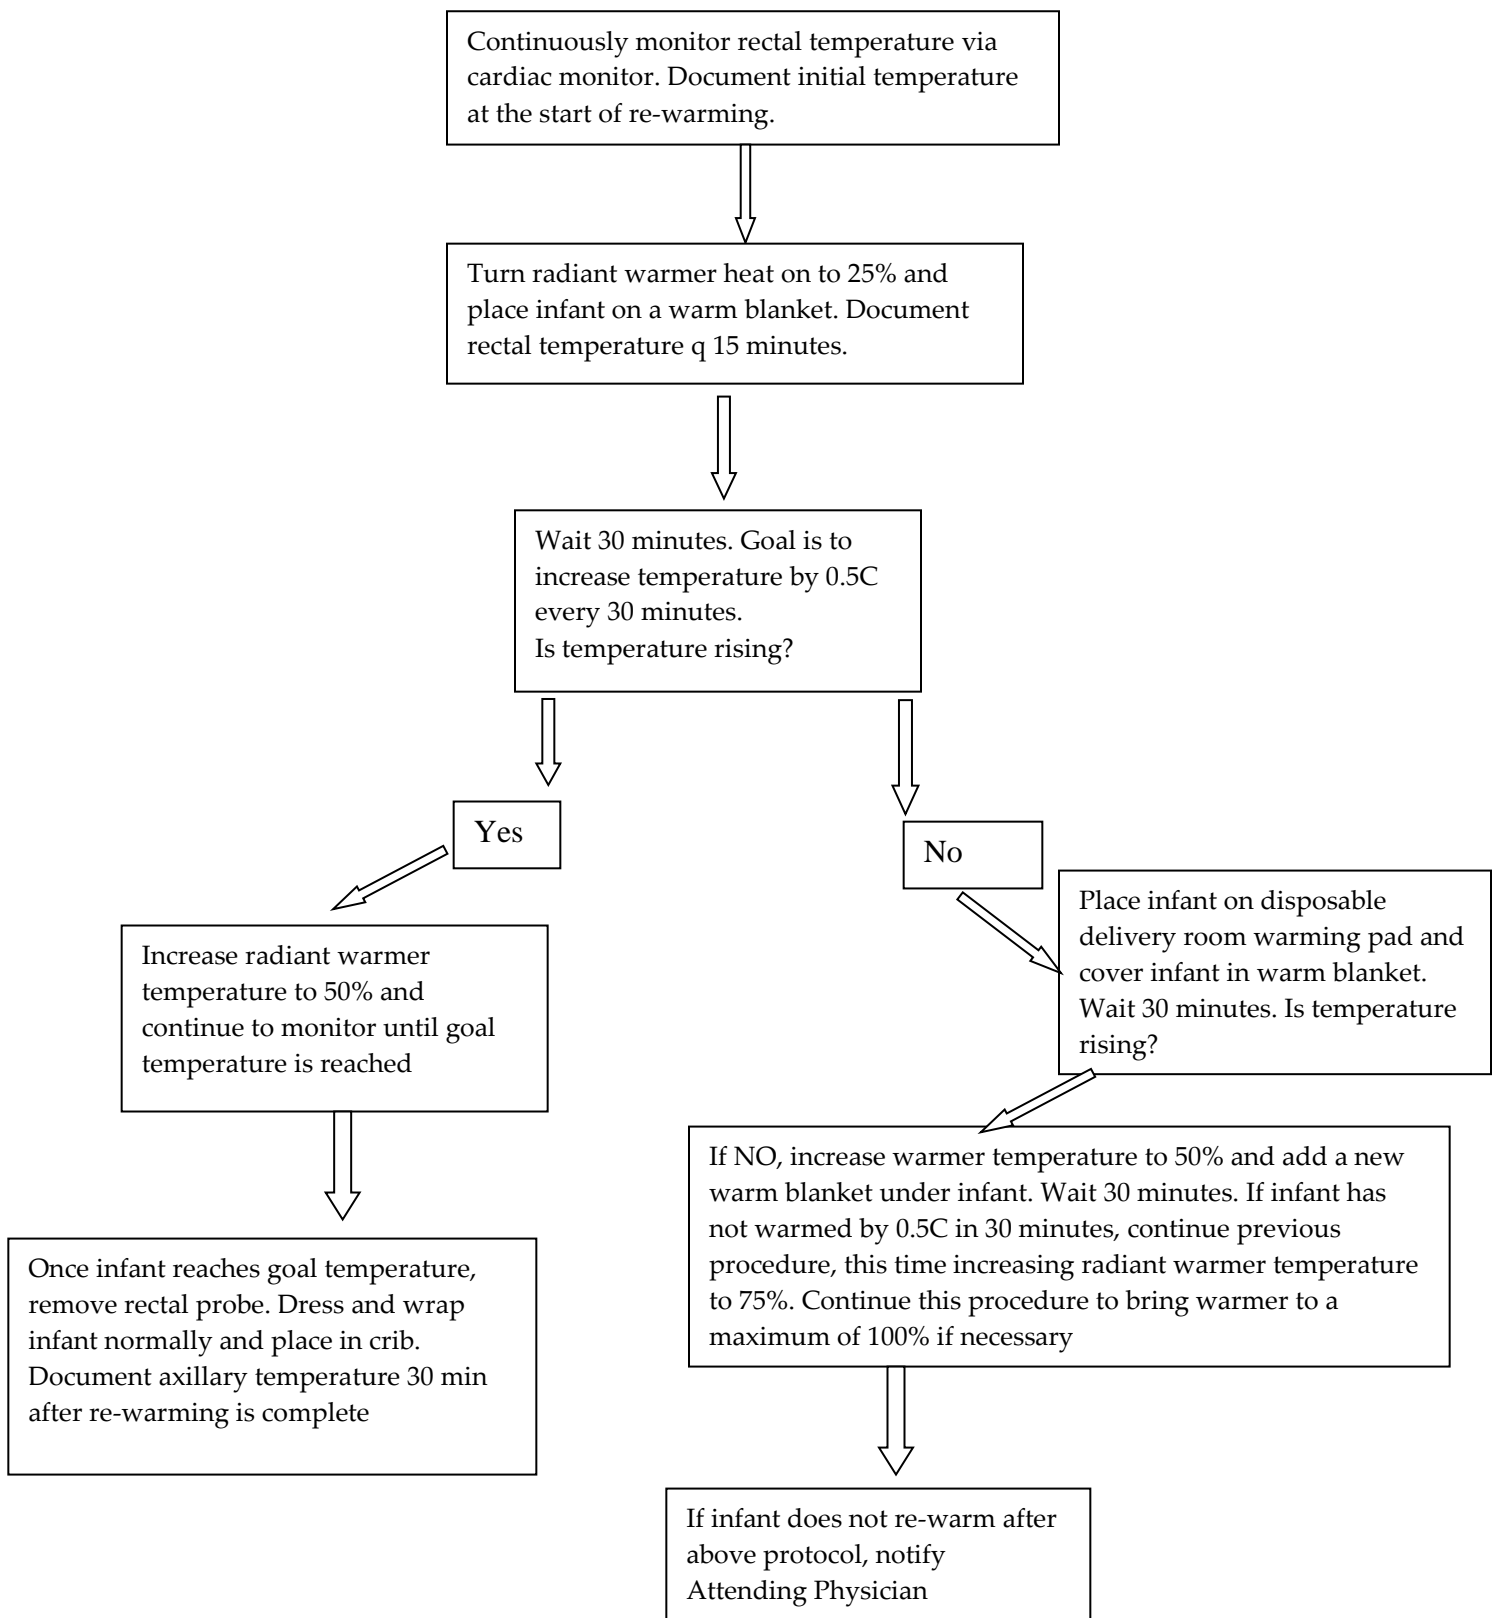 Continuously monitor rectal temperature via
cardiac monitor. Document initial temperature
at the start of re-warming.
Turn radiant warmer heat on to 25% and
place infant on a warm blanket. Document
rectal temperature q 15 minutes.
Wait 30 minutes. Goal is to
increase temperature by 0.5C
every 30 minutes.
Is temperature rising?
Yes
No
Increase radiant warmer
temperature to 50% and
continue to monitor until goal
temperature is reached
Place infant on disposable
delivery room warming pad and
cover infant in warm blanket.
Wait 30 minutes. Is temperature
rising?
Once infant reaches goal temperature,
remove rectal probe. Dress and wrap
infant normally and place in crib.
Document axillary temperature 30 min
after re-warming is complete
If NO, increase warmer temperature to 50% and add a new
warm blanket under infant. Wait 30 minutes. If infant has
not warmed by 0.5C in 30 minutes, continue previous
procedure, this time increasing radiant warmer temperature
to 75%. Continue this procedure to bring warmer to a
maximum of 100% if necessary
If infant does not re-warm after
above protocol, notify
Attending Physician